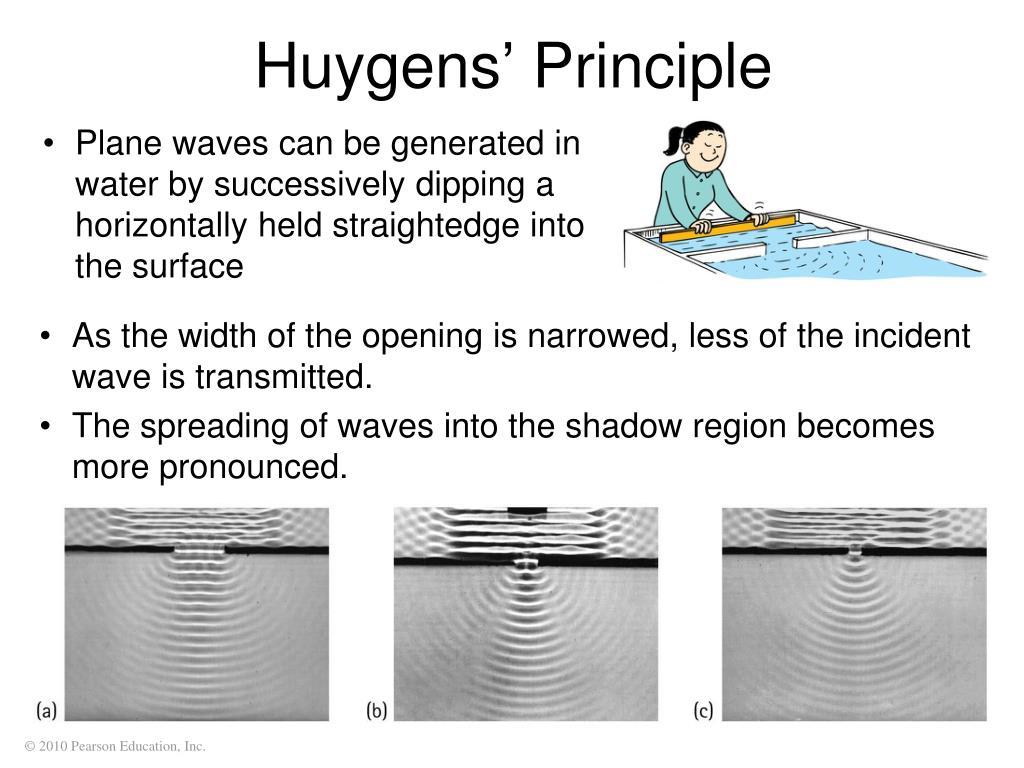 Huygens’ Principle
• Plane waves can be generated in
water by successively dipping a
horizontally held straightedge into
the surface
• As the width of the opening is narrowed, less of the incident
wave is transmitted.
• The spreading of waves into the shadow region becomes
more pronounced.
(a) (b) (c)
© 2010 Pearson Education, Inc.